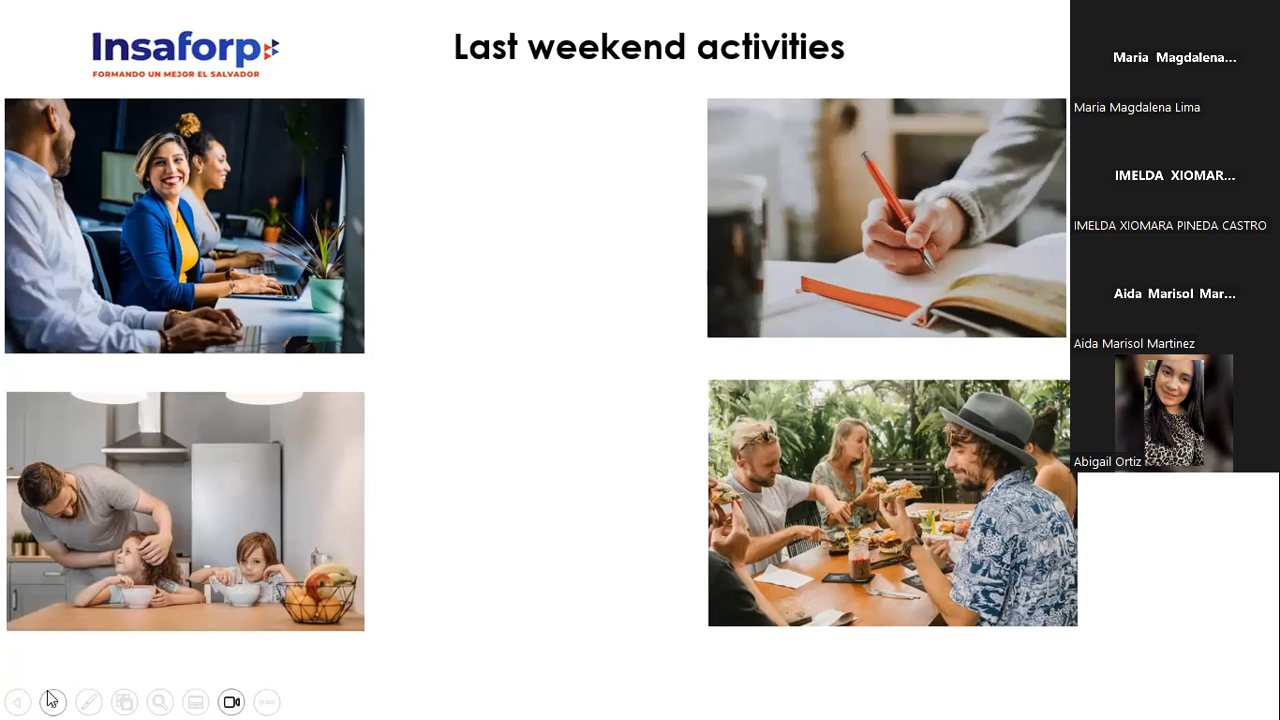 Insaforp
FORMANDO UN MEJOR EL SALVADOR
Last weekend activities
Maria Magdalena...
Maria Magdalena Lima
IMELDA XIOMAR...
IMELDA XIOMARA PINEDA CASTRO
Aida Marisol Mar...
Aida Marisol Martinez
Abigail Ortiz